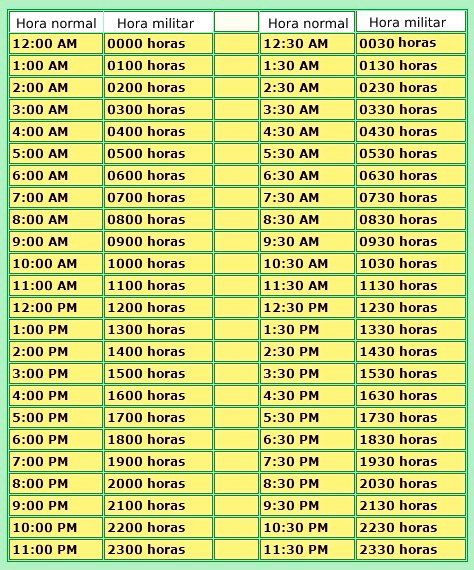 Hora normal Hora militar Hora normal Hora militar
12:00 AM 0000 horas 12:30 AM 0030 horas
1:00 AM 0100 horas 1:30 AM 0130 horas
2:00 AM 0200 horas 2:30 AM 0230 horas
3:00 AM 0300 horas 3:30 AM 0330 horas
4:00 AM 0400 horas 4:30 AM 0430 horas
5:00 AM 0500 horas 5:30 AM 0530 horas
6:00 AM 0600 horas 6:30 AM 0630 horas
7:00 AM 0700 horas 7:30 AM 0730 horas
8:00 AM 0800 horas 8:30 AM 0830 horas
9:00 AM 0900 horas 9:30 AM 0930 horas
10:00 AM 1000 horas 10:30 AM 1030 horas
11:00 AM 1100 horas 11:30 AM 1130 horas
12:00 PM 1200 horas 12:30 PM 1230 horas
1:00 PM 1300 horas 1:30 PM 1330 horas
2:00 PM 1400 horas 2:30 PM 1430 horas
3:00 PM 1500 horas 3:30 PM 1530 horas
4:00 PM 1600 horas 4:30 PM 1630 horas
5:00 PM 1700 horas 5:30 PM 1730 horas
6:00 PM 1800 horas 6:30 PM 1830 horas
7:00 PM 1900 horas 7:30 PM 1930 horas
8:00 PM 2000 horas 8:30 PM 2030 horas
9:00 PM 2100 horas 9:30 PM 2130 horas
10:00 PM 2200 horas 10:30 PM 2230 horas
11:00 PM 2300 horas 11:30 PM 2330 horas